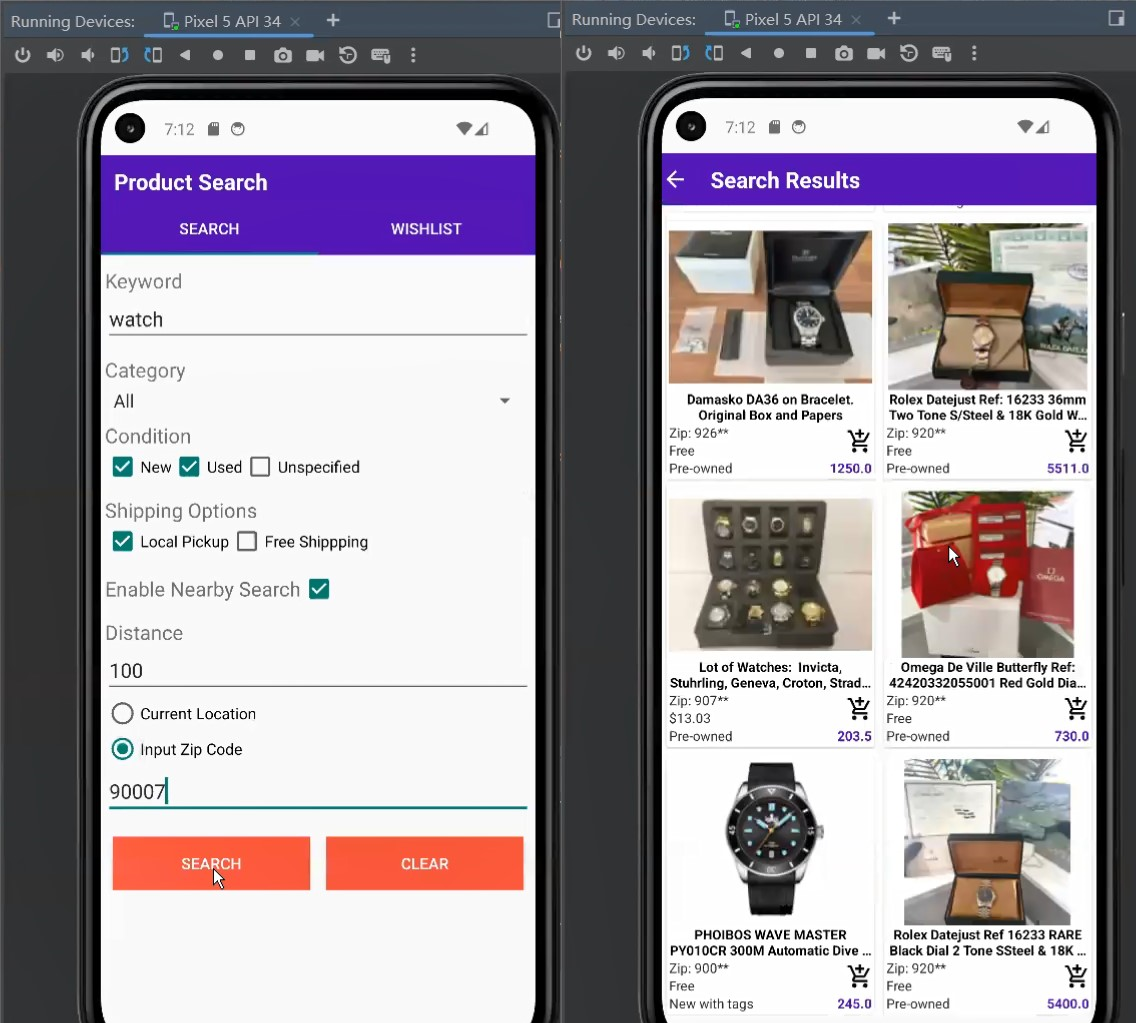 Running Devices: Pixel 5 API 34
7:12
Product Search
SEARCH WISHLIST
Keyword
watch
Category
All
Condition
New Used Unspecified
Shipping Options
Local Pickup Free Shippping
Enable Nearby Search
Distance
100
Current Location
Input Zip Code
90007
SEARCH CLEAR
Running Devices: Pixel 5 API 34
7:12
Search Results
Damasko DA36 on Bracelet.
Original Box and Papers
Zip: 926**
Free
Pre-owned 1250.0
Rolex Datejust Ref: 16233 36mm
Two Tone S/Steel & 18K Gold W...
Zip: 920**
Free
Pre-owned 5511.0
Lot of Watches: Invicta,
Stuhrling, Geneva, Croton, Strad...
Zip: 907**
$13.03
Pre-owned 203.5
OMEGA
Omega De Ville Butterfly Ref:
42420332055001 Red Gold Dia...
Zip: 920**
Free
Pre-owned 730.0
PHOIBOS WAVE MASTER
PY010CR 300M Automatic Dive ...
Zip: 900**
Free
New with tags 245.0
Rolex Datejust Ref 16233 RARE
Black Dial 2 Tone SSteel & 18K ...
Zip: 920**
Free
Pre-owned 5400.0